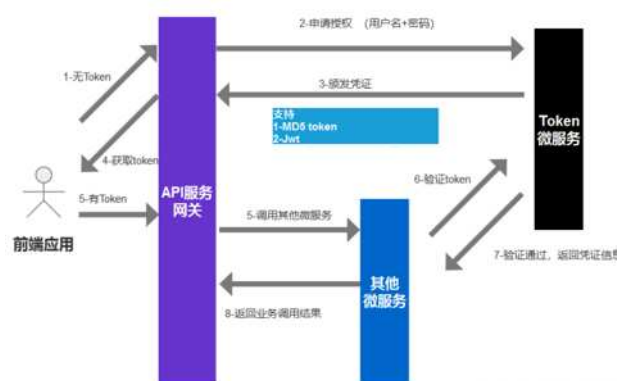 2-申请授权 (用户名+密码)
1-无Token
3-颁发凭证
支持
1-MD5 token
2-Jwt
Token
微服务
4-获取token
API服务
网关
6-验证token
5-有Token
5-调用其他微服务
前端应用
7-验证通过，返回凭证信息
其他
微服务
8-返回业务调用结果